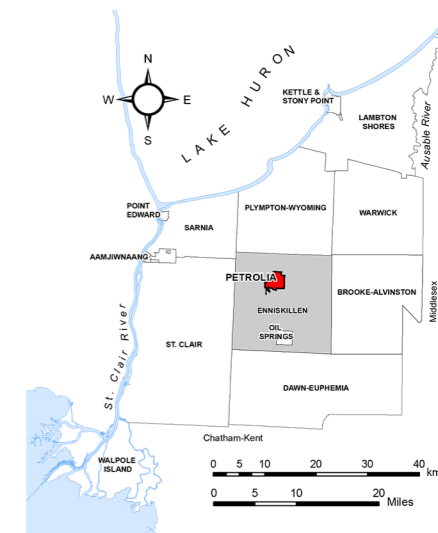 N
W E
S
LAKE HURON
KETTLE &
STONY POINT
LAMBTON
SHORES
Ausable River
POINT
EDWARD
SARNIA
PLYMPTON-WYOMING
WARWICK
AAMJIWNAANG
PETROLIA
BROOKE-ALVINSTON
Middlesex
ENNISKILLEN
OIL
SPRINGS
ST. CLAIR
St. Clair River
DAWN-EUPHEMIA
Chatham-Kent
WALPOLE
ISLAND
0 5 10 20 30 40
km
0 5 10 20
Miles